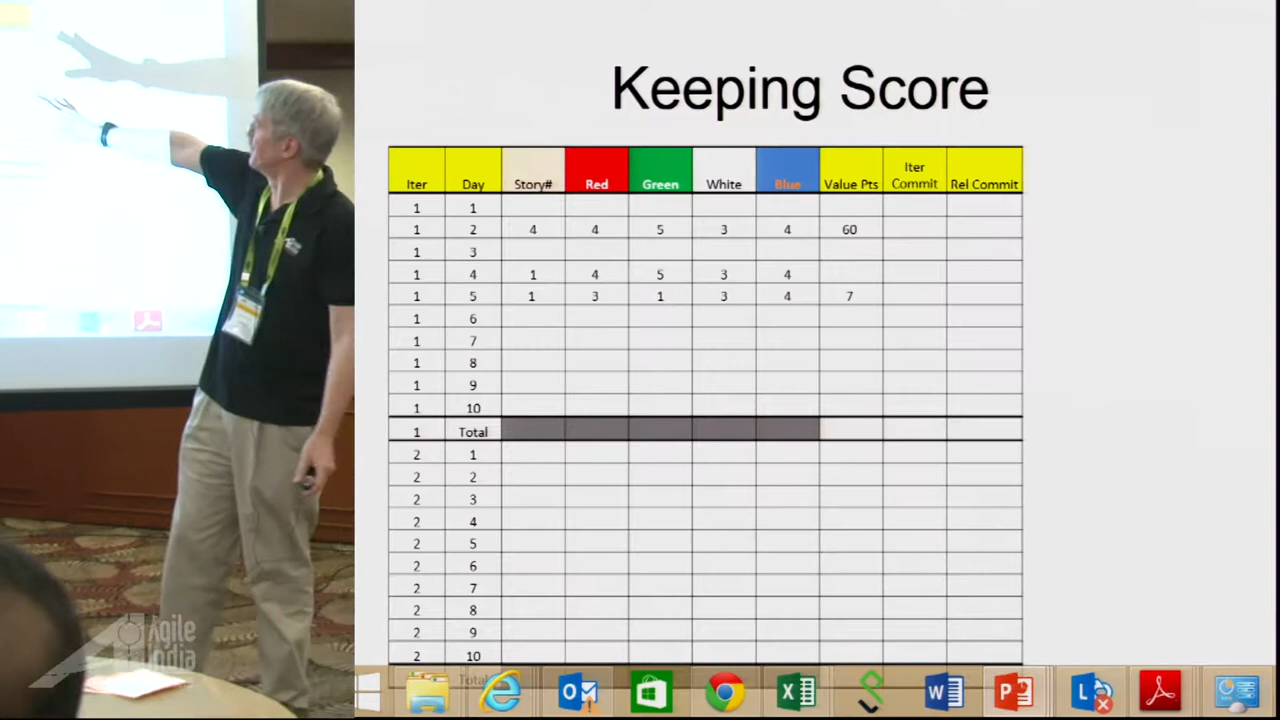 Keeping Score
Iter Day Story# Red Green White Blue Value Pts Iter Commit Rel Commit
1 1
1 2 4 4 5 3 4 60
1 3
1 4 1 4 5 3 4
1 5 1 3 1 3 4 7
1 6
1 7
1 8
1 9
1 10
1 Total
2 1
2 2
2 3
2 4
2 5
2 6
2 7
2 8
2 9
2 10
Total
Agile
India